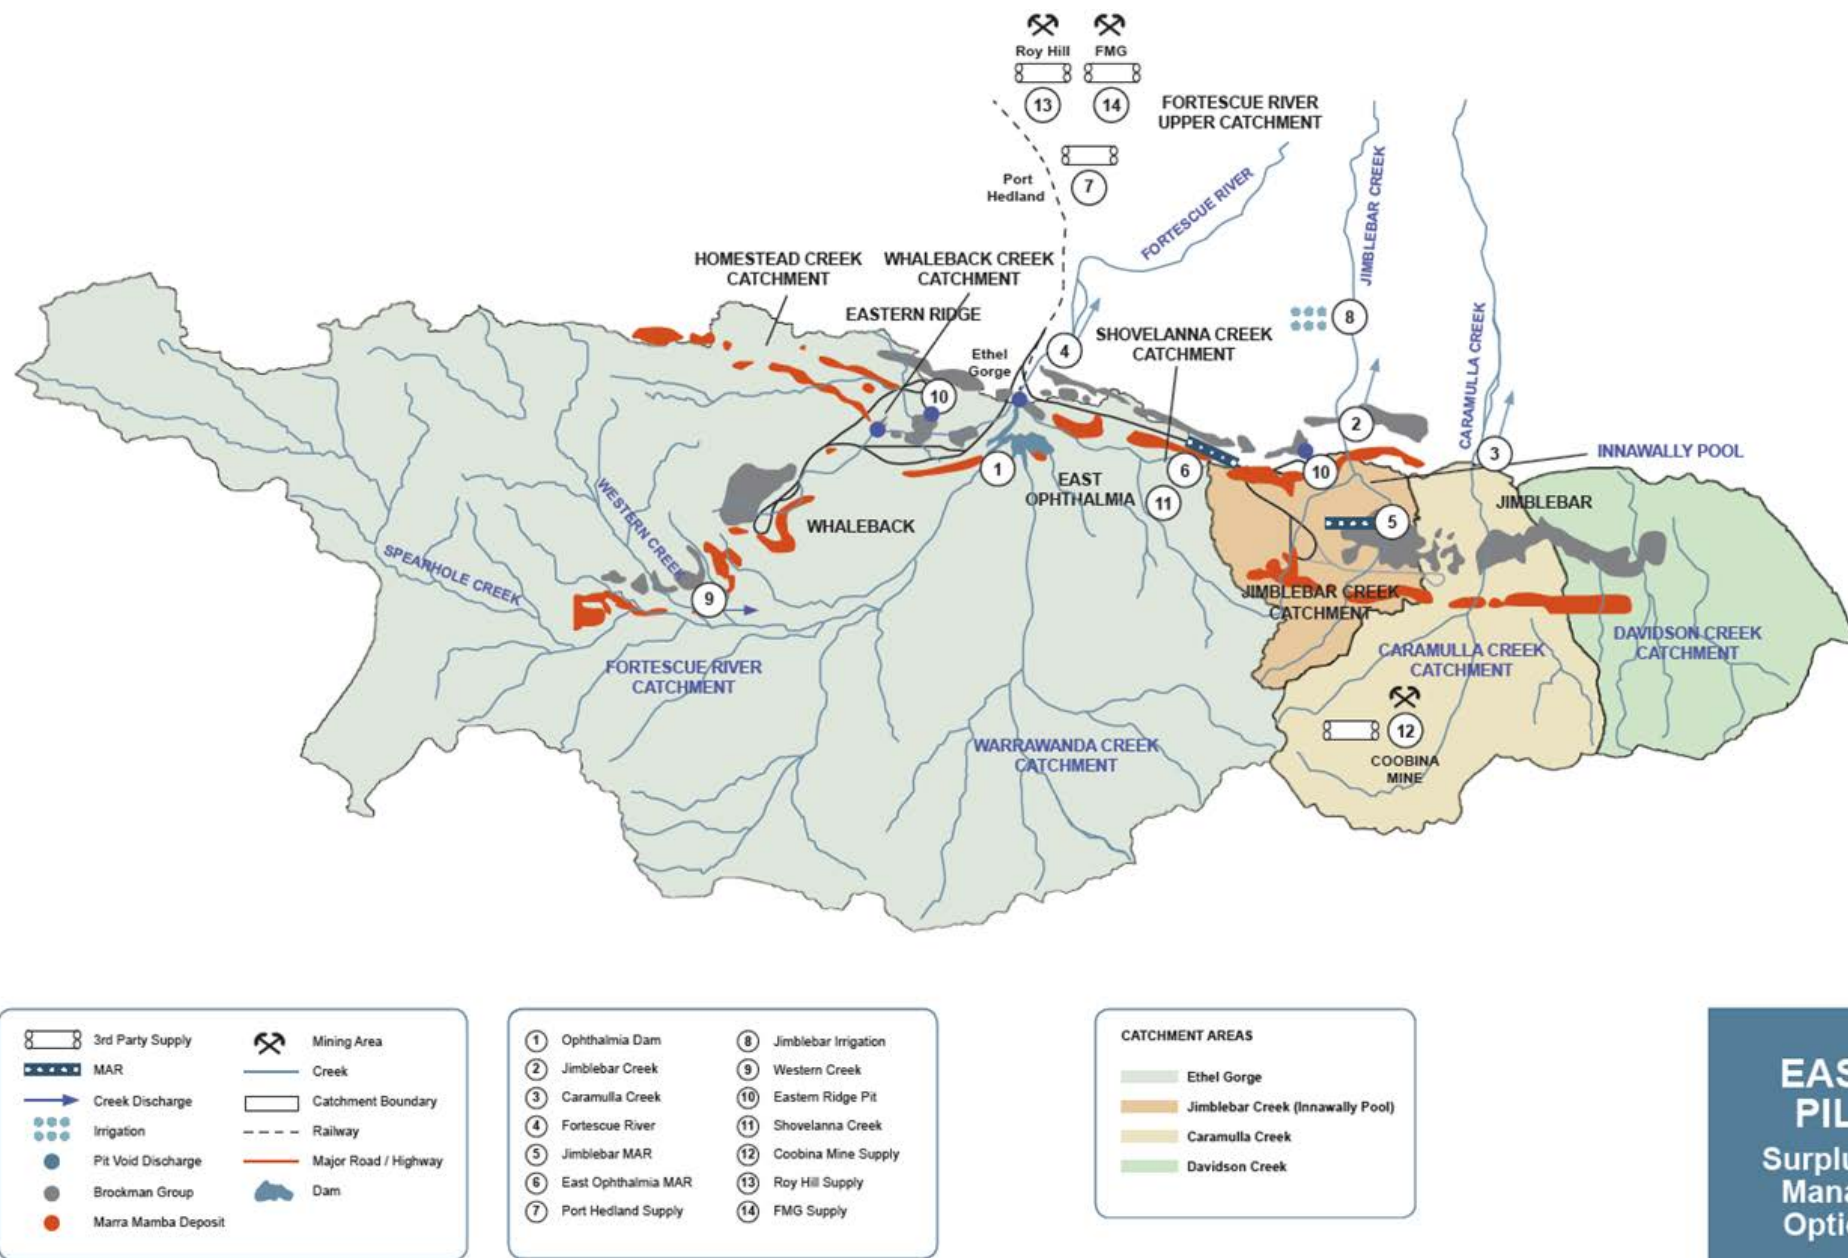 Roy Hill
FMG
13
14
FORTESCUE RIVER
UPPER CATCHMENT
Port
Hedland
7
FORTESCUE RIVER
JIMBLEBAR CREEK
CARAMULLA CREEK
HOMESTEAD CREEK
CATCHMENT
WHALEBACK CREEK
CATCHMENT
EASTERN RIDGE
Ethel
Gorge
4
SHOVELANNA CREEK
CATCHMENT
8
10
2
3
INNAWALLY POOL
1
6
10
EAST
OPHTHALMIA
11
5
JIMBLEBAR
WHALEBACK
WESTERN CREEK
SPEARHOLE CREEK
9
JIMBLEBAR CREEK
CATCHMENT
DAVIDSON CREEK
CATCHMENT
FORTESCUE RIVER
CATCHMENT
CARAMULLA CREEK
CATCHMENT
WARRAWANDA CREEK
CATCHMENT
12
COOBINA
MINE
3rd Party Supply
MAR
Creek Discharge
Irrigation
Pit Void Discharge
Brockman Group
Marra Mamba Deposit
Mining Area
Creek
Catchment Boundary
Railway
Major Road / Highway
Dam
1 Ophthalmia Dam
2 Jimblebar Creek
3 Caramulla Creek
4 Fortescue River
5 Jimblebar MAR
6 East Ophthalmia MAR
7 Port Hedland Supply
8 Jimblebar Irrigation
9 Western Creek
10 Eastern Ridge Pit
11 Shovelanna Creek
12 Coobina Mine Supply
13 Roy Hill Supply
14 FMG Supply
CATCHMENT AREAS
Ethel Gorge
Jimblebar Creek (Innawally Pool)
Caramulla Creek
Davidson Creek
EAS
PIL
Surplu
Mana
Opti